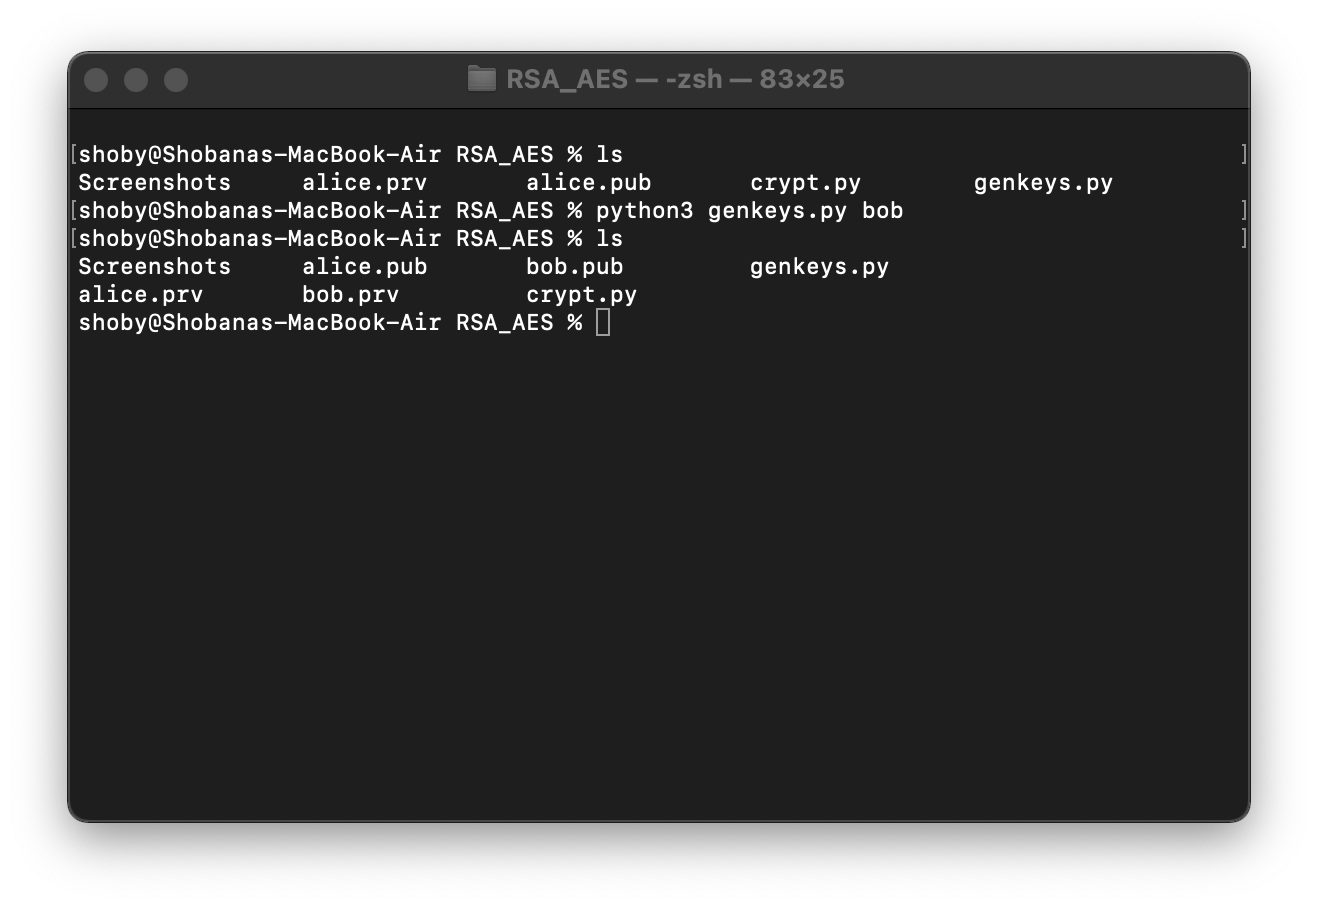 RSA_AES — -zsh — 83×25
[shoby@Shobanas-MacBook-Air RSA_AES % ls ]
Screenshots alice.prv alice.pub crypt.py genkeys.py
[shoby@Shobanas-MacBook-Air RSA_AES % python3 genkeys.py bob ]
[shoby@Shobanas-MacBook-Air RSA_AES % ls ]
Screenshots alice.pub bob.pub genkeys.py
alice.prv bob.prv crypt.py
shoby@Shobanas-MacBook-Air RSA_AES %